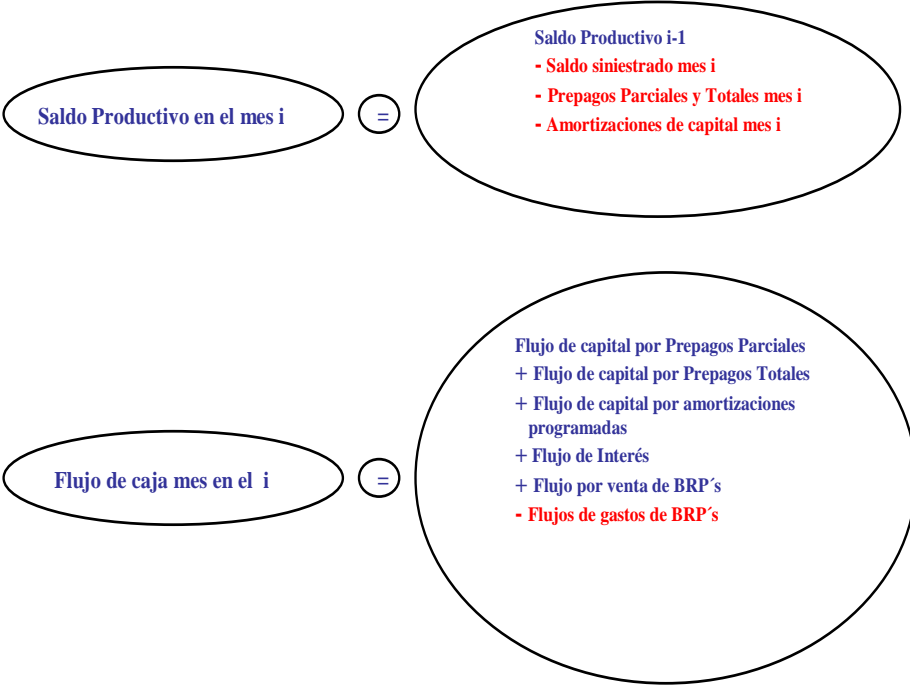 Saldo Productivo en el mes i
=
Saldo Productivo i-1
- Saldo siniestrado mes i
- Prepagos Parciales y Totales mes i
- Amortizaciones de capital mes i
Flujo de caja mes en el i
=
Flujo de capital por Prepagos Parciales
+ Flujo de capital por Prepagos Totales
+ Flujo de capital por amortizaciones
programadas
+ Flujo de Interés
+ Flujo por venta de BRP´s
- Flujos de gastos de BRP´s